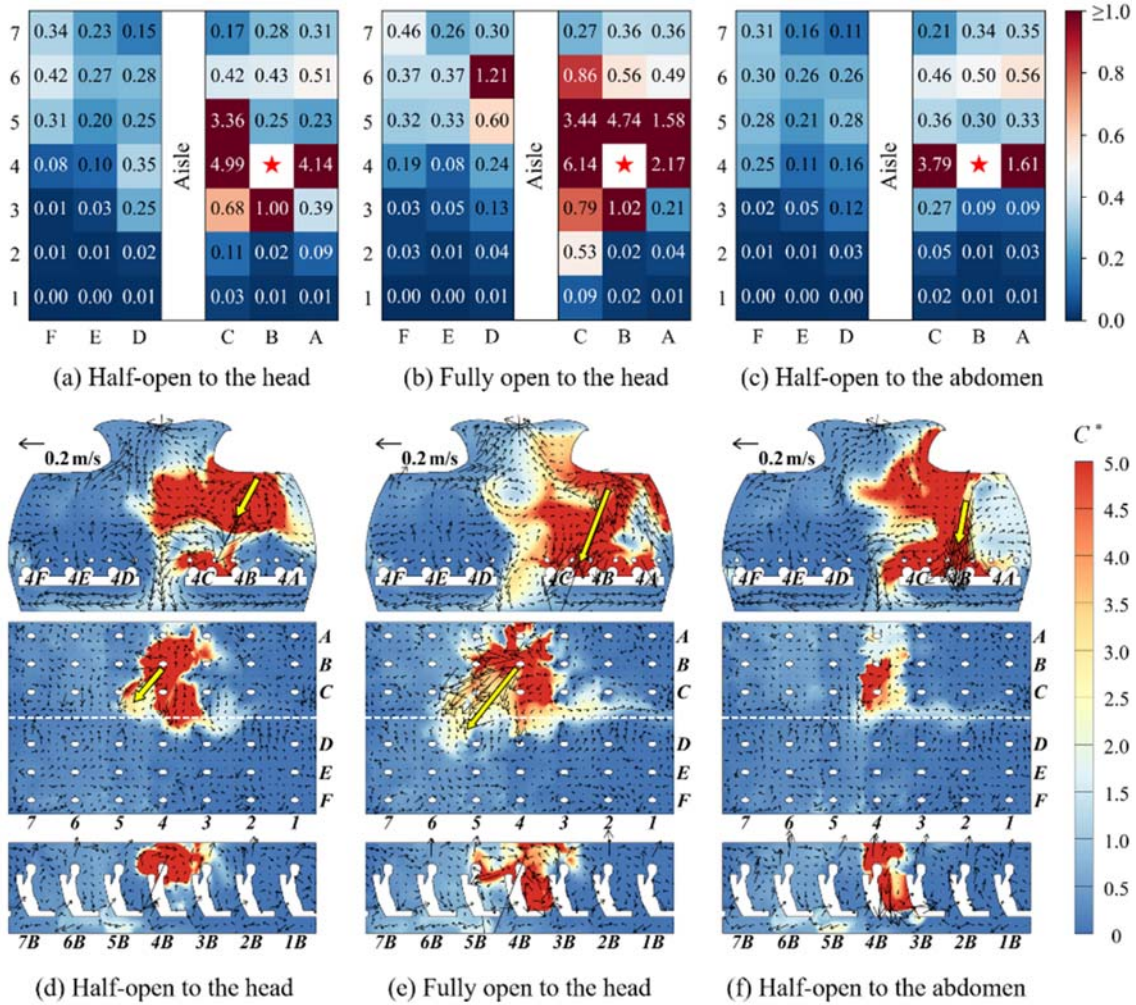 7 0.34 0.23 0.15 0.17 0.28 0.31
6 0.42 0.27 0.28 0.42 0.43 0.51
5 0.31 0.20 0.25 3.36 0.25 0.23
4 0.08 0.10 0.35 Aisle 4.99 4.14
3 0.01 0.03 0.25 0.68 1.00 0.39
2 0.01 0.01 0.02 0.11 0.02 0.09
1 0.00 0.00 0.01 0.03 0.01 0.01
F E D C B A
(a) Half-open to the head
7 0.46 0.26 0.30 0.27 0.36 0.36
6 0.37 0.37 1.21 0.86 0.56 0.49
5 0.32 0.33 0.60 3.44 4.74 1.58
4 0.19 0.08 0.24 Aisle 6.14 2.17
3 0.03 0.05 0.13 0.79 1.02 0.21
2 0.03 0.01 0.04 0.53 0.02 0.04
1 0.00 0.00 0.01 0.09 0.02 0.01
F E D C B A
(b) Fully open to the head
7 0.31 0.16 0.11 0.21 0.34 0.35
6 0.30 0.26 0.26 0.46 0.50 0.56
5 0.28 0.21 0.28 0.36 0.30 0.33
4 0.25 0.11 0.16 Aisle 3.79 1.61
3 0.02 0.05 0.12 0.27 0.09 0.09
2 0.01 0.01 0.03 0.05 0.01 0.03
1 0.00 0.00 0.00 0.02 0.01 0.01
F E D C B A
(c) Half-open to the abdomen
≥1.0
0.8
0.6
0.4
0.2
0.0
0.2 m/s
4F 4E 4D 4C 4B 4A
A
B
C
D
E
F
7 6 5 4 3 2 1
7B 6B 5B 4B 3B 2B 1B
(d) Half-open to the head
0.2 m/s
4F 4E 4D 4C 4B 4A
A
B
C
D
E
F
7 6 5 4 3 2 1
7B 6B 5B 4B 3B 2B 1B
(e) Fully open to the head
0.2 m/s
4F 4E 4D 4C B 4A
A
B
C
D
E
F
7 6 5 4 3 2 1
7B 6B 5B 4B 3B 2B 1B
(f) Half-open to the abdomen
C*
5.0
4.5
4.0
3.5
3.0
2.5
2.0
1.5
1.0
0.5
0